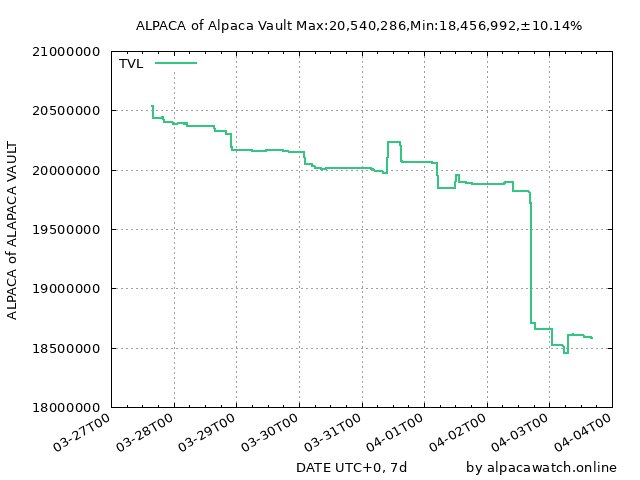 ALPACA of Alpaca Vault Max:20,540,286,Min:18,456,992,±10.14%
TVL
ALPACA of ALAPACA VAULT
21000000
20500000
20000000
19500000
19000000
18500000
18000000
03-27T00
03-28T00
03-29T00
03-30T00
03-31T00
04-01T00
04-02T00
04-03T00
04-04T00
DATE UTC+0, 7d
by alpacawatch.online